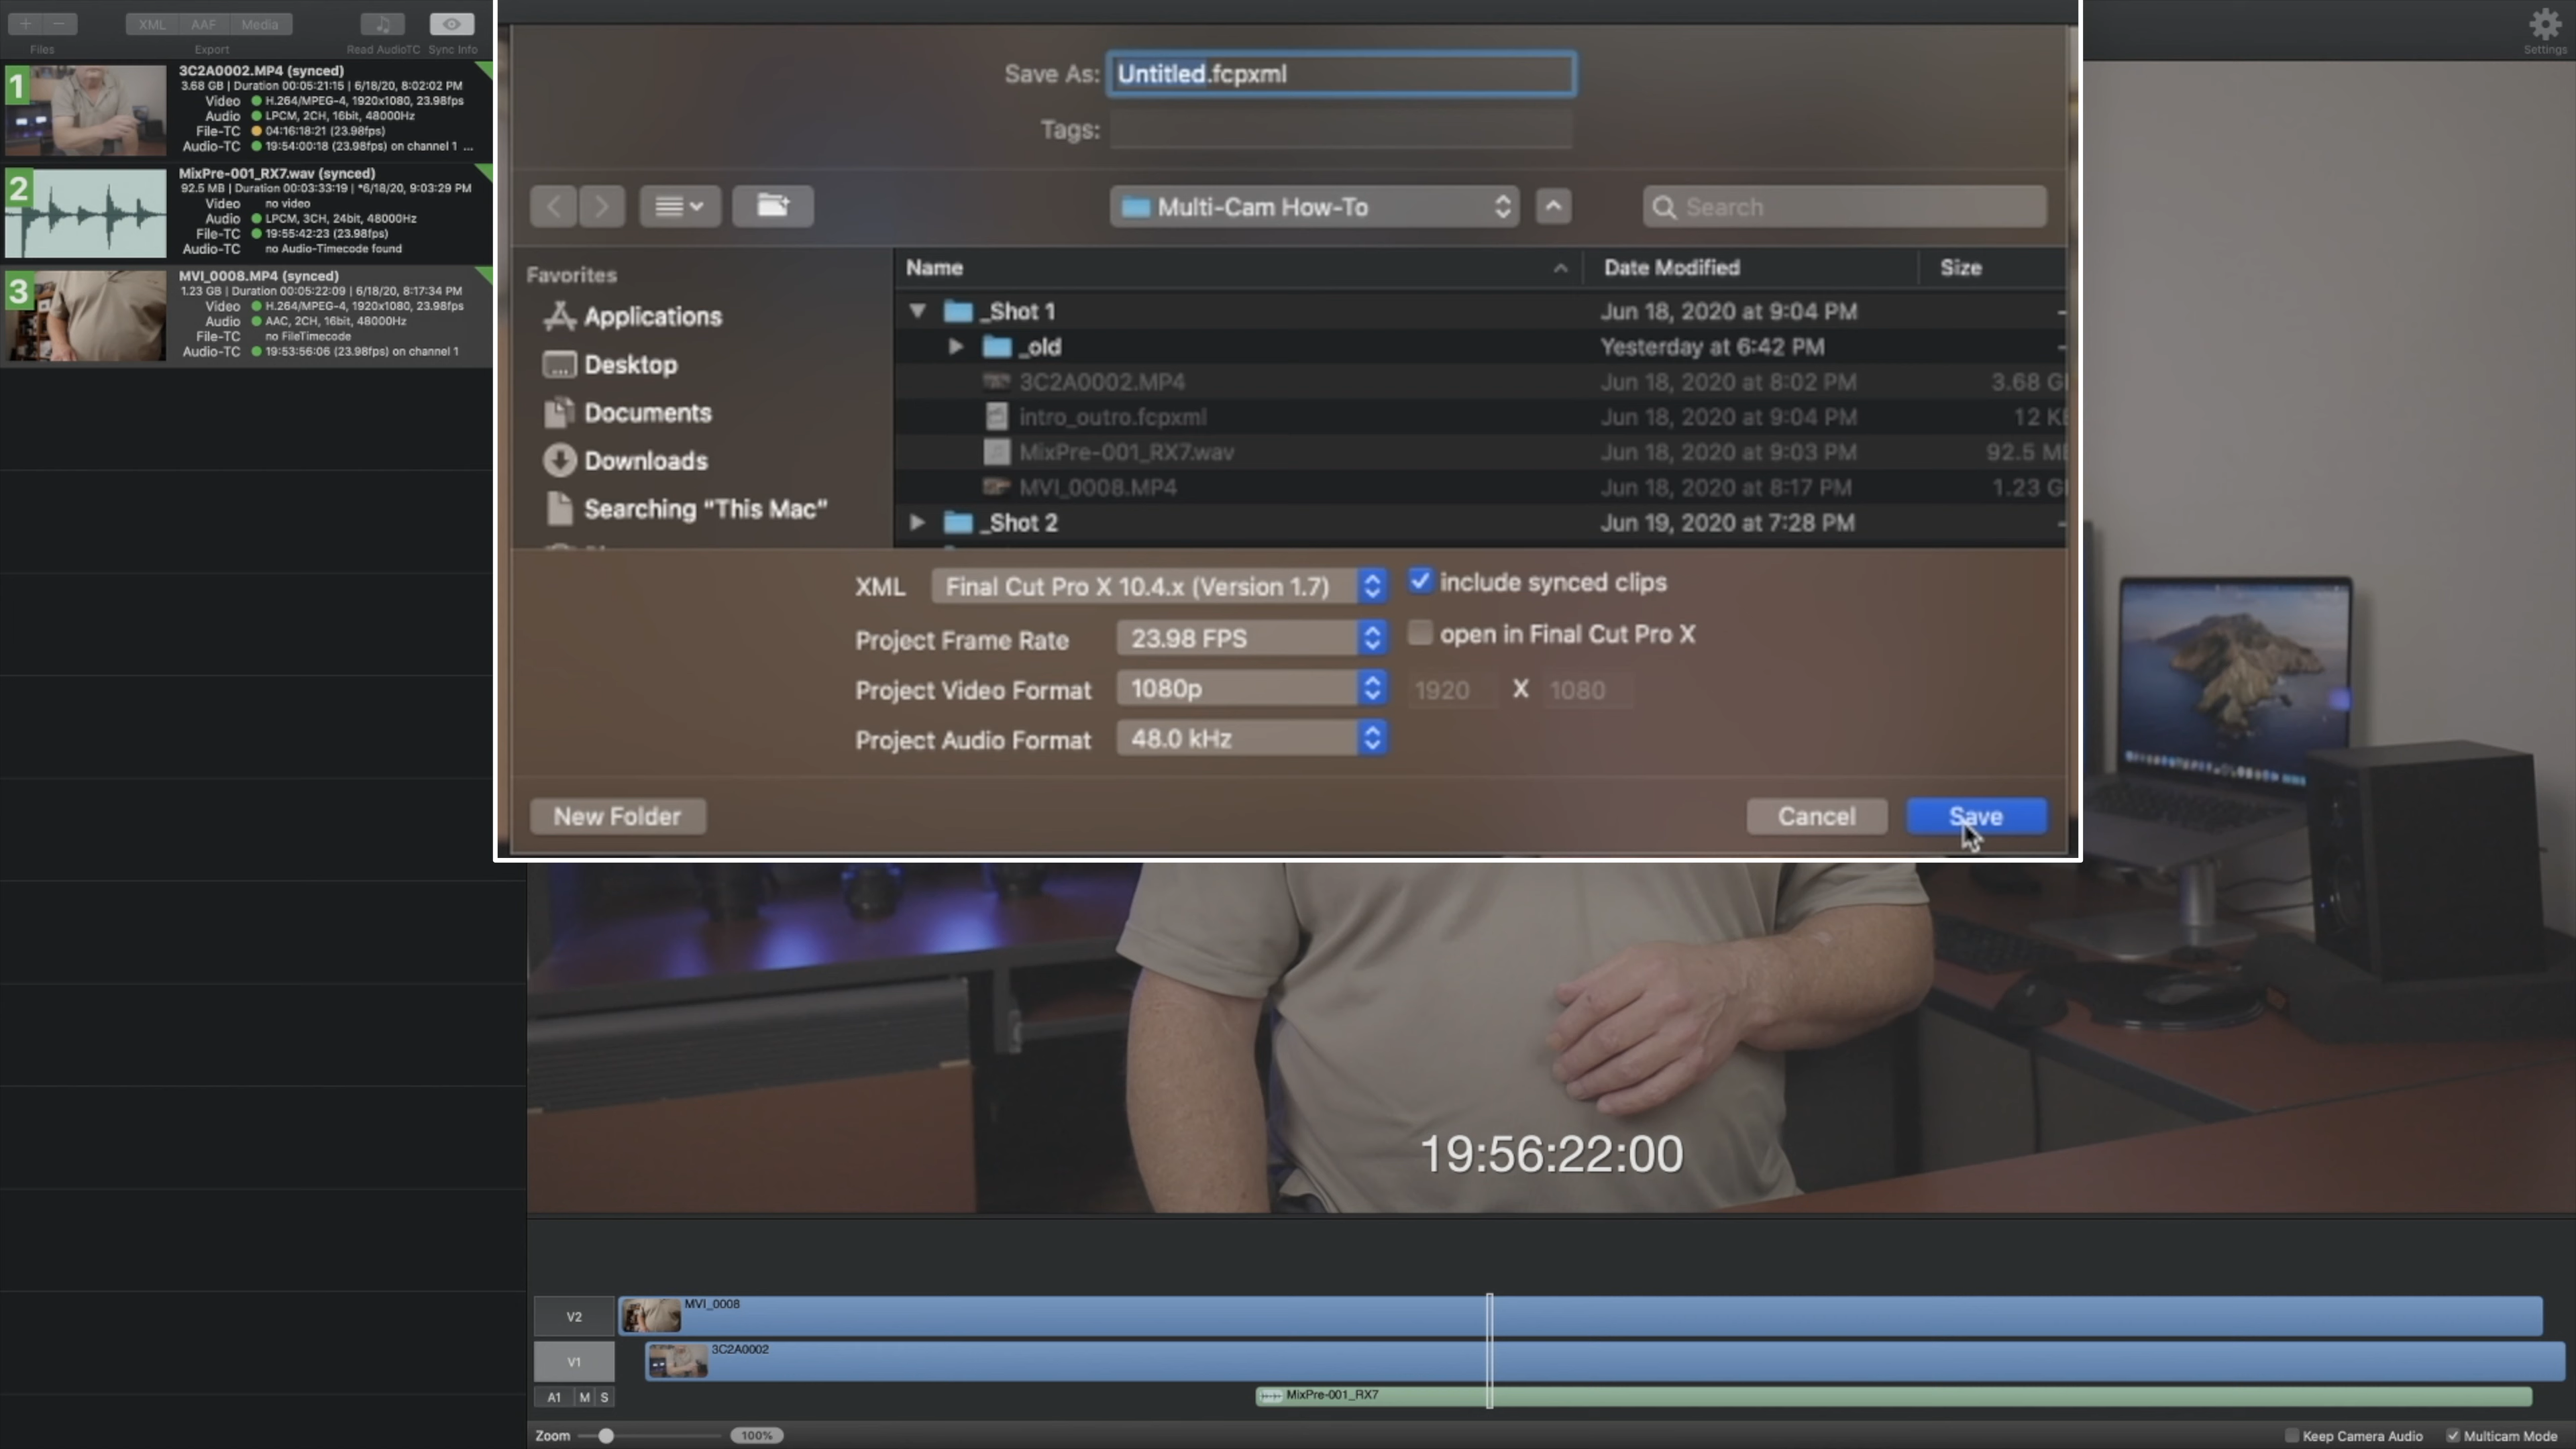 XML AAF Media
Files Export Read AudioTC Sync Info
1
3C2A0002.MP4 (synced)
3.68 GB | Duration 00:05:21:15 | 6/18/20, 8:02:02 PM
Video H.264/MPEG-4, 1920x1080, 23.98fps
Audio LPCM, 2CH, 16bit, 48000Hz
File-TC 04:16:18:21 (23.98fps)
Audio-TC 19:54:00:18 (23.98fps) on channel 1 ...
2
MixPre-001_RX7.wav (synced)
92.5 MB | Duration 00:03:33:19 | *6/18/20, 9:03:29 PM
Video no video
Audio LPCM, 3CH, 24bit, 48000Hz
File-TC 19:55:42:23 (23.98fps)
Audio-TC no Audio-Timecode found
3
MVI_0008.MP4 (synced)
1.23 GB | Duration 00:05:22:09 | 6/18/20, 8:17:34 PM
Video H.264/MPEG-4, 1920x1080, 23.98fps
Audio AAC, 2CH, 16bit, 48000Hz
File-TC no FileTimecode
Audio-TC 19:53:56:06 (23.98fps) on channel 1
Settings
Save As: Untitled.fcpxml
Tags:
Multi-Cam How-To
Search
Favorites
Applications
Desktop
Documents
Downloads
Searching "This Mac"
Name Date Modified Size
_Shot 1 Jun 18, 2020 at 9:04 PM
_old Yesterday at 6:42 PM
3C2A0002.MP4 Jun 18, 2020 at 8:02 PM 3.68 G
intro_outro.fcpxml Jun 18, 2020 at 9:04 PM 12 K
MixPre-001_RX7.wav Jun 18, 2020 at 9:03 PM 92.5 M
MVI_0008.MP4 Jun 18, 2020 at 8:17 PM 1.23 G
_Shot 2 Jun 19, 2020 at 7:28 PM
XML Final Cut Pro X 10.4.x (Version 1.7) include synced clips
Project Frame Rate 23.98 FPS open in Final Cut Pro X
Project Video Format 1080p 1920 X 1080
Project Audio Format 48.0 kHz
New Folder Cancel Save
19:56:22:00
V2 MVI_0008
V1 3C2A0002
A1 M S MixPre-001_RX7
Zoom 100% Keep Camera Audio Multicam Mode